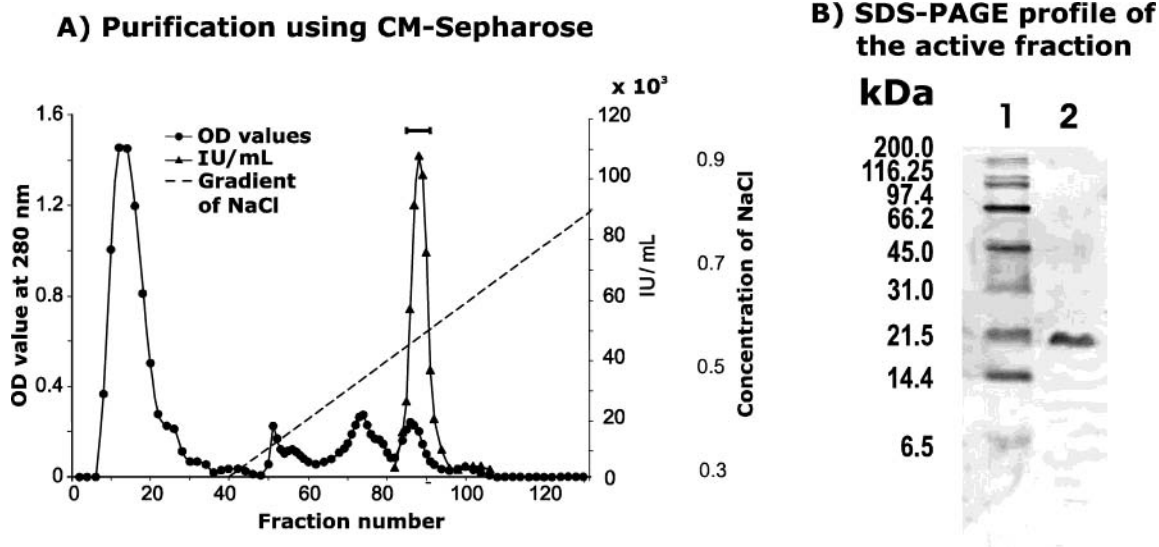 A) Purification using CM-Sepharose
x 10³
OD value at 280 nm
1.6
1.2
0.8
0.4
0
OD values
IU/mL
Gradient
of NaCl
0
20
40
60
80
100
120
Fraction number
120
100
80
60
40
20
0
IU/mL
0.9
0.7
0.5
0.3
Concentration of NaCl
B) SDS-PAGE profile of
the active fraction
kDa
1 2
200.0
116.25
97.4
66.2
45.0
31.0
21.5
14.4
6.5